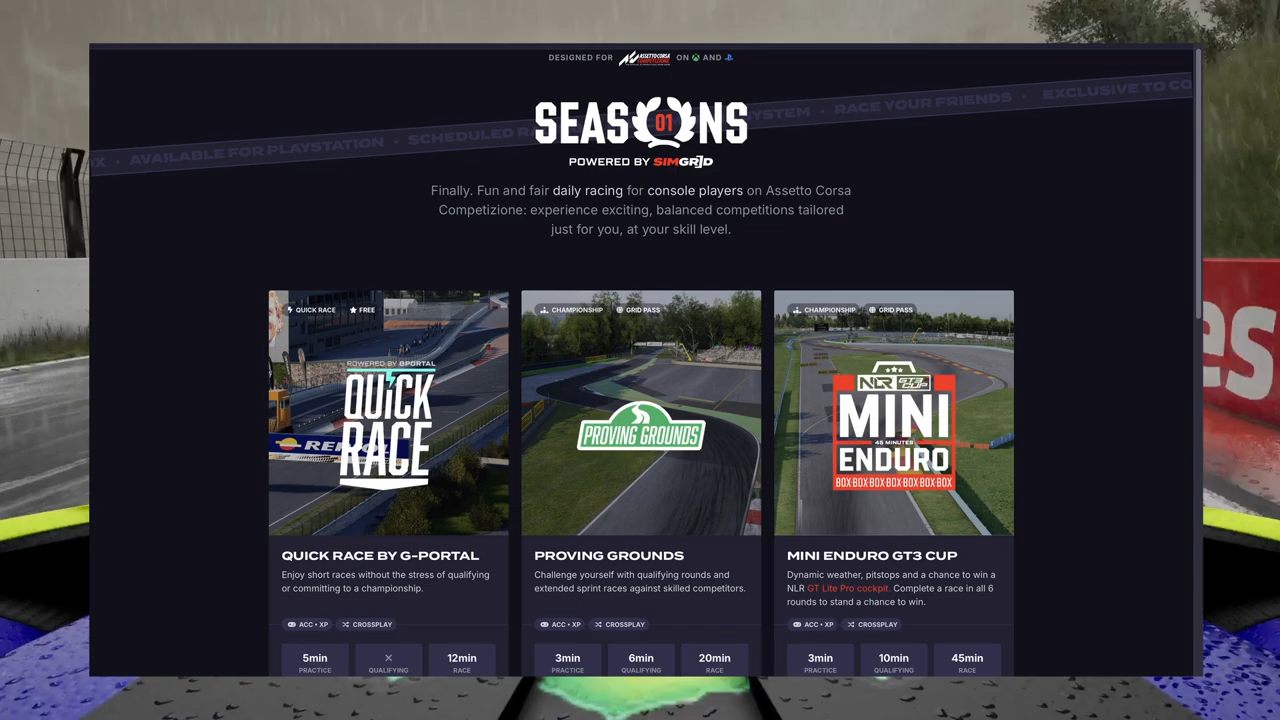 DESIGNED FOR ASSETTO CORSA COMPETIZIONE ON AND
AVAILABLE FOR PLAYSTATION • SCHEDULED
YSTEM • RACE YOUR FRIENDS • EXCLUSIVE TO CO
SEAS 01 NS
POWERED BY SIMGRID
Finally. Fun and fair daily racing for console players on Assetto Corsa
Competizione: experience exciting, balanced competitions tailored
just for you, at your skill level.
QUICK RACE FREE
POWERED BY GPORTAL
QUICK
RACE
QUICK RACE BY G-PORTAL
Enjoy short races without the stress of qualifying
or committing to a championship.
ACC • XP CROSSPLAY
5min 12min
PRACTICE QUALIFYING RACE
CHAMPIONSHIP GRID PASS
PROVING GROUNDS
PROVING GROUNDS
Challenge yourself with qualifying rounds and
extended sprint races against skilled competitors.
ACC • XP CROSSPLAY
3min 6min 20min
PRACTICE QUALIFYING RACE
CHAMPIONSHIP GRID PASS
NLR GT3 CUP
MINI
45 MINUTES
ENDURO
BOX•BOX•BOX•BOX•BOX•BOX•BOX
MINI ENDURO GT3 CUP
Dynamic weather, pitstops and a chance to win a
NLR GT Lite Pro cockpit. Complete a race in all 6
rounds to stand a chance to win.
ACC • XP CROSSPLAY
3min 10min 45min
PRACTICE QUALIFYING RACE
es